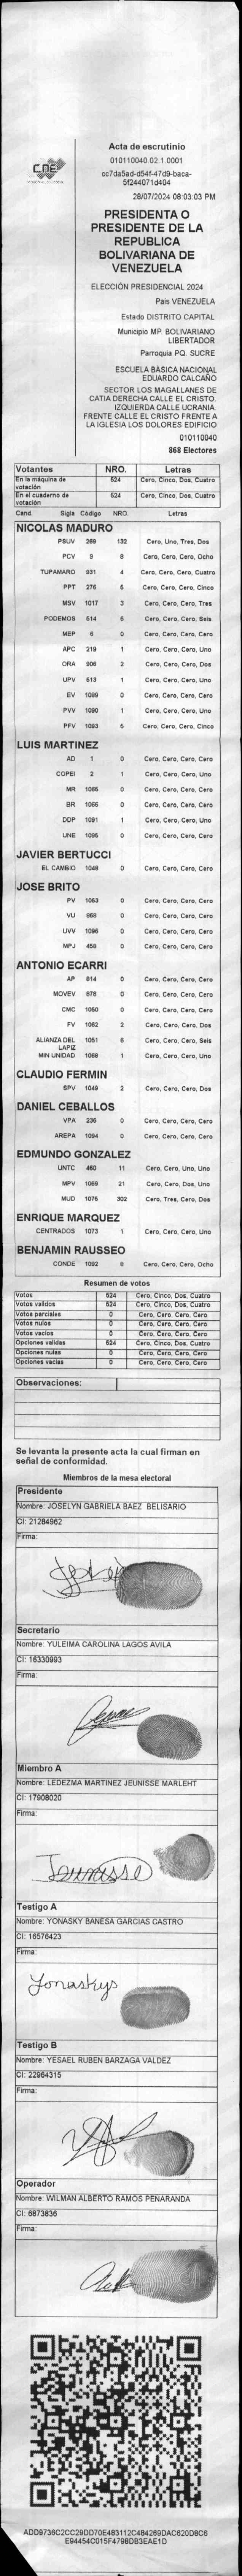 CNE
Acta de escrutinio
010110040.02.1.0001
cc7da5ad-d54f-47d9-baca-
5f244071d404
28/07/2024 08:03:03 PM
PRESIDENTA O
PRESIDENTE DE LA
REPUBLICA
BOLIVARIANA DE
VENEZUELA
ELECCIÓN PRESIDENCIAL 2024
Pais VENEZUELA
Estado DISTRITO CAPITAL
Municipio MP. BOLIVARIANO
LIBERTADOR
Parroquia PQ. SUCRE
ESCUELA BÁSICA NACIONAL
EDUARDO CALCAÑO
SECTOR LOS MAGALLANES DE
CATIA DERECHA CALLE EL CRISTO.
IZQUIERDA CALLE UCRANIA.
FRENTE CALLE EL CRISTO FRENTE A
LA IGLESIA LOS DOLORES EDIFICIO
010110040
868 Electores
Votantes NRO. Letras
En la máquina de votación 524 Cero, Cinco, Dos, Cuatro
En el cuaderno de votación 524 Cero, Cinco, Dos, Cuatro
Cand. Sigla Código NRO. Letras
NICOLAS MADURO
PSUV 269 132 Cero, Uno, Tres, Dos
PCV 9 8 Cero, Cero, Cero, Ocho
TUPAMARO 931 4 Cero, Cero, Cero, Cuatro
PPT 276 5 Cero, Cero, Cero, Cinco
MSV 1017 3 Cero, Cero, Cero, Tres
PODEMOS 514 6 Cero, Cero, Cero, Seis
MEP 6 0 Cero, Cero, Cero, Cero
APC 219 1 Cero, Cero, Cero, Uno
ORA 906 2 Cero, Cero, Cero, Dos
UPV 513 1 Cero, Cero, Cero, Uno
EV 1089 0 Cero, Cero, Cero, Cero
PVV 1090 1 Cero, Cero, Cero, Uno
PFV 1093 5 Cero, Cero, Cero, Cinco
LUIS MARTINEZ
AD 1 0 Cero, Cero, Cero, Cero
COPEI 2 1 Cero, Cero, Cero, Uno
MR 1065 0 Cero, Cero, Cero, Cero
BR 1066 0 Cero, Cero, Cero, Cero
DDP 1091 1 Cero, Cero, Cero, Uno
UNE 1095 0 Cero, Cero, Cero, Cero
JAVIER BERTUCCI
EL CAMBIO 1048 0 Cero, Cero, Cero, Cero
JOSE BRITO
PV 1053 0 Cero, Cero, Cero, Cero
VU 868 0 Cero, Cero, Cero, Cero
UVV 1096 0 Cero, Cero, Cero, Cero
MPJ 458 0 Cero, Cero, Cero, Cero
ANTONIO ECARRI
AP 814 0 Cero, Cero, Cero, Cero
MOVEV 878 0 Cero, Cero, Cero, Cero
CMC 1050 0 Cero, Cero, Cero, Cero
FV 1062 2 Cero, Cero, Cero, Dos
ALIANZA DEL LAPIZ 1051 6 Cero, Cero, Cero, Seis
MIN UNIDAD 1068 1 Cero, Cero, Cero, Uno
CLAUDIO FERMIN
SPV 1049 2 Cero, Cero, Cero, Dos
DANIEL CEBALLOS
VPA 236 0 Cero, Cero, Cero, Cero
AREPA 1094 0 Cero, Cero, Cero, Cero
EDMUNDO GONZALEZ
UNTC 460 11 Cero, Cero, Uno, Uno
MPV 1069 21 Cero, Cero, Dos, Uno
MUD 1075 302 Cero, Tres, Cero, Dos
ENRIQUE MARQUEZ
CENTRADOS 1073 1 Cero, Cero, Cero, Uno
BENJAMIN RAUSSEO
CONDE 1092 8 Cero, Cero, Cero, Ocho
Resumen de votos
Votos 524 Cero, Cinco, Dos, Cuatro
Votos validos 524 Cero, Cinco, Dos, Cuatro
Votos parciales 0 Cero, Cero, Cero, Cero
Votos nulos 0 Cero, Cero, Cero, Cero
Votos vacios 0 Cero, Cero, Cero, Cero
Opciones validas 524 Cero, Cinco, Dos, Cuatro
Opciones nulas 0 Cero, Cero, Cero, Cero
Opciones vacias 0 Cero, Cero, Cero, Cero
Observaciones:
Se levanta la presente acta la cual firman en
señal de conformidad.
Miembros de la mesa electoral
Presidente
Nombre: JOSELYN GABRIELA BAEZ BELISARIO
CI: 21284962
Firma:
Secretario
Nombre: YULEIMA CAROLINA LAGOS AVILA
CI: 16330993
Firma:
Miembro A
Nombre: LEDEZMA MARTINEZ JEUNISSE MARLEHT
CI: 17908020
Firma:
Jeunisse
Testigo A
Nombre: YONASKY BANESA GARCIAS CASTRO
CI: 16576423
Firma:
Yonaskys
Testigo B
Nombre: YESAEL RUBEN BARZAGA VALDEZ
CI: 22964315
Firma:
Operador
Nombre: WILMAN ALBERTO RAMOS PEÑARANDA
CI: 6873836
Firma:
ADD9736C2CC29DD70E483112C484269DAC620D8C6
E94454C015F4798DB3EAE1D